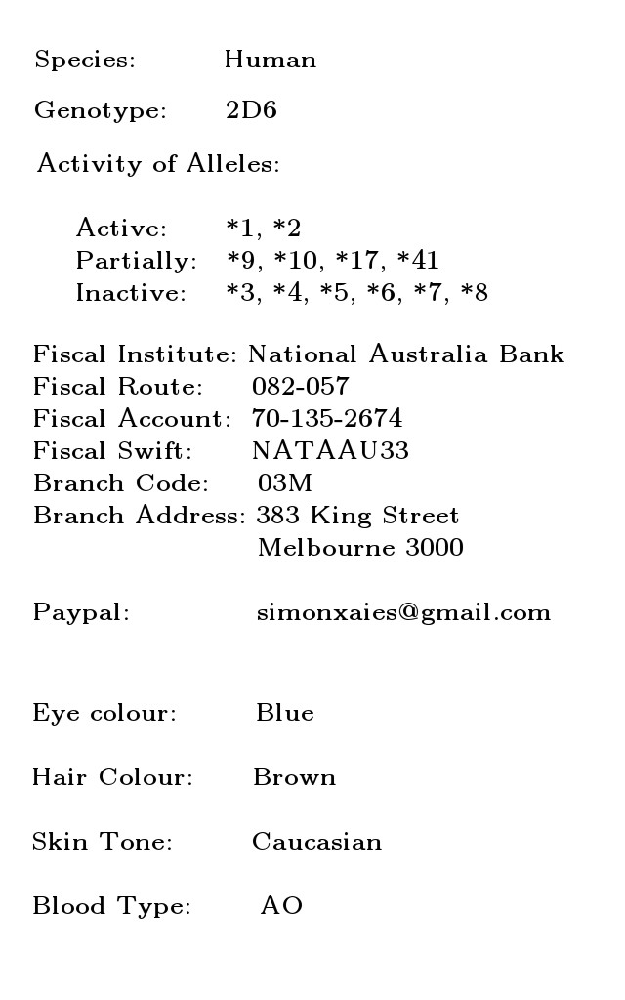 Species: Human
Genotype: 2D6
Activity of Alleles:
Active: *1, *2
Partially: *9, *10, *17, *41
Inactive: *3, *4, *5, *6, *7, *8
Fiscal Institute: National Australia Bank
Fiscal Route: 082-057
Fiscal Account: 70-135-2674
Fiscal Swift: NATAAU33
Branch Code: 03M
Branch Address: 383 King Street
Melbourne 3000
Paypal: simonxaies@gmail.com
Eye colour: Blue
Hair Colour: Brown
Skin Tone: Caucasian
Blood Type: AO